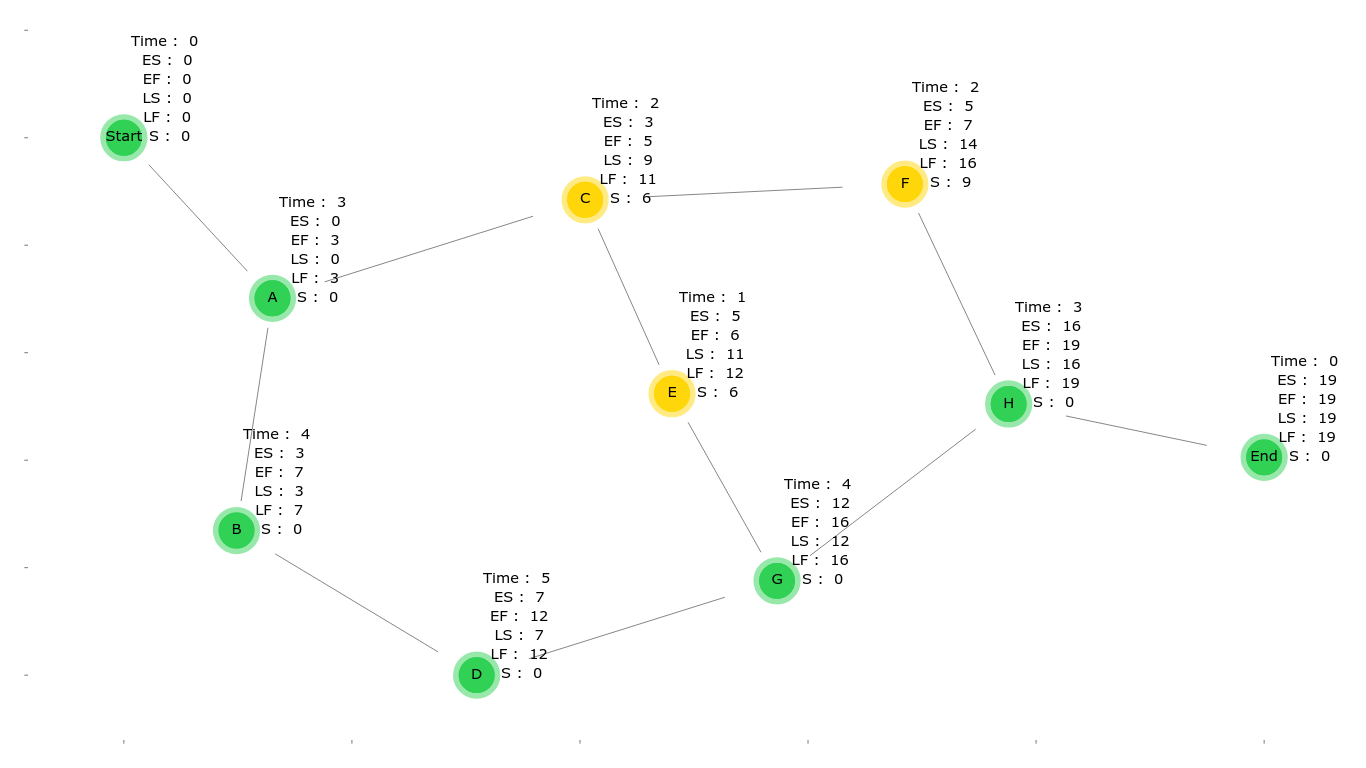 Time :  0
ES :  0
EF :  0
LS :  0
LF :  0
S :  0
Start
Time :  3
ES :  0
EF :  3
LS :  0
LF :  3
S :  0
A
Time :  4
ES :  3
EF :  7
LS :  3
LF :  7
S :  0
B
Time :  2
ES :  3
EF :  5
LS :  9
LF :  11
S :  6
C
Time :  5
ES :  7
EF :  12
LS :  7
LF :  12
S :  0
D
Time :  1
ES :  5
EF :  6
LS :  11
LF :  12
S :  6
E
Time :  2
ES :  5
EF :  7
LS :  14
LF :  16
S :  9
F
Time :  4
ES :  12
EF :  16
LS :  12
LF :  16
S :  0
G
Time :  3
ES :  16
EF :  19
LS :  16
LF :  19
S :  0
H
Time :  0
ES :  19
EF :  19
LS :  19
LF :  19
S :  0
End